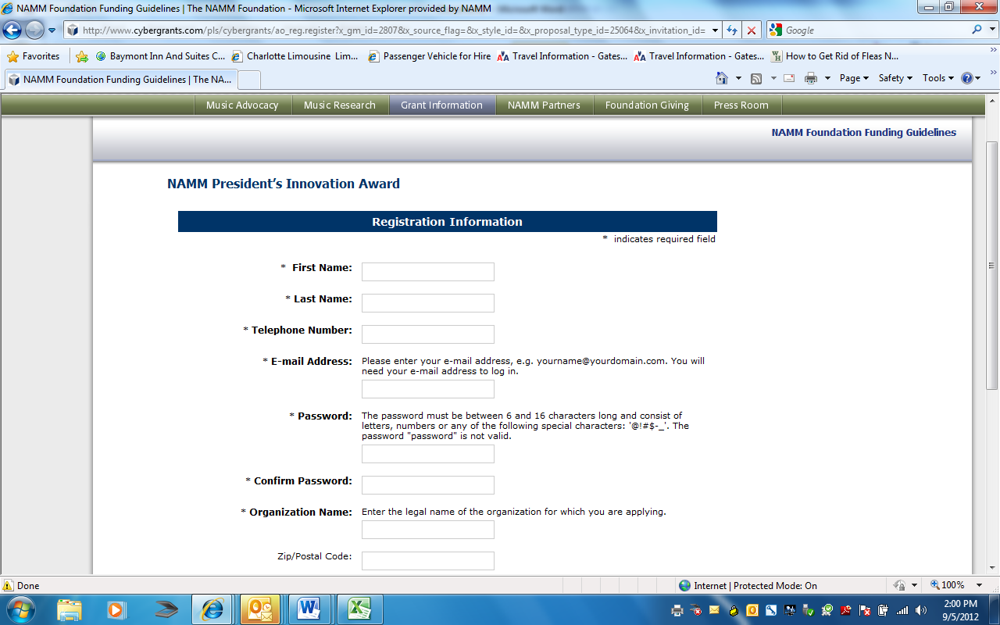 NAMM Foundation Funding Guidelines | The NAMM Foundation - Microsoft Internet Explorer provided by NAMM
http://www.cybergrants.com/pls/cybergrants/ao_reg.register?x_gm_id=2807&x_source_flag=&x_style_id=&x_proposal_type_id=25064&x_invitation_id=
Google
Favorites
Baymont Inn And Suites C...
Charlotte Limousine Lim...
Passenger Vehicle for Hire
Travel Information - Gates...
Travel Information - Gates...
How to Get Rid of Fleas N...
NAMM Foundation Funding Guidelines | The NA...
Page
Safety
Tools
Music Advocacy
Music Research
Grant Information
NAMM Partners
Foundation Giving
Press Room
NAMM Foundation Funding Guidelines
NAMM President's Innovation Award
Registration Information
* indicates required field
* First Name:
* Last Name:
* Telephone Number:
* E-mail Address:
Please enter your e-mail address, e.g. yourname@yourdomain.com. You will
need your e-mail address to log in.
* Password:
The password must be between 6 and 16 characters long and consist of
letters, numbers or any of the following special characters: '@!#$-_'. The
password "password" is not valid.
* Confirm Password:
* Organization Name:
Enter the legal name of the organization for which you are applying.
Zip/Postal Code:
Done
Internet | Protected Mode: On
100%
2:00 PM
9/5/2012